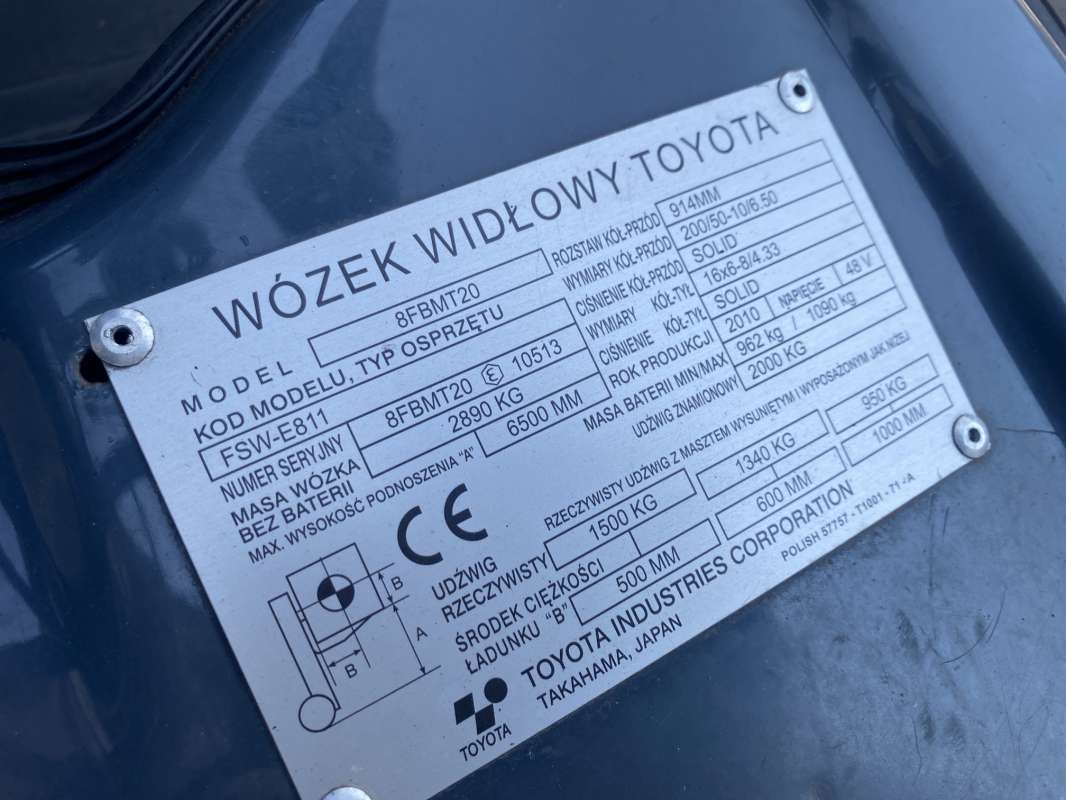 WÓZEK WIDŁOWY TOYOTA
MODEL 8FBMT20
KOD MODELU, TYP OSPRZĘTU
FSW-E811
NUMER SERYJNY 8FBMT20 E 10513
MASA WÓZKA BEZ BATERII 2890 KG
MAX. WYSOKOŚĆ PODNOSZENIA "A" 6500 MM
ROZSTAW KÓŁ-PRZÓD 914MM
WYMIARY KÓŁ-PRZÓD 200/50-10/6.50
CIŚNIENIE KÓŁ-PRZÓD SOLID
WYMIARY KÓŁ-TYŁ 16x6-8/4.33
CIŚNIENIE KÓŁ-TYŁ SOLID
ROK PRODUKCJI 2010 NAPIĘCIE 48 V
MASA BATERII MIN/MAX 962 kg / 1090 kg
UDŹWIG ZNAMIONOWY 2000 KG
RZECZYWISTY UDŹWIG Z MASZTEM WYSUNIĘTYM I WYPOSAŻONYM JAK NIŻEJ
CE
UDŹWIG RZECZYWISTY 1500 KG 1340 KG 950 KG
ŚRODEK CIĘŻKOŚCI ŁADUNKU "B" 500 MM 600 MM 1000 MM
B
A
B
TOYOTA
TOYOTA INDUSTRIES CORPORATION
TAKAHAMA, JAPAN
POLISH 57757 - T1001 - 71 -A